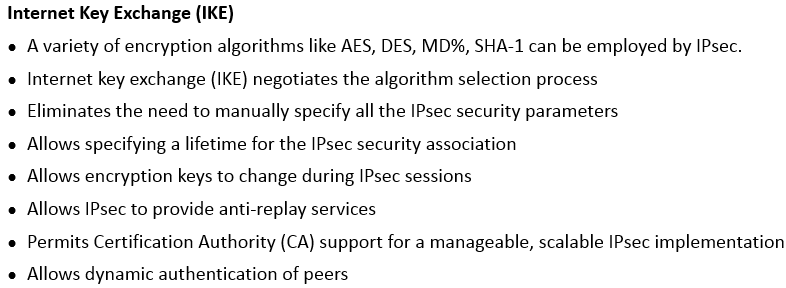 Internet Key Exchange (IKE)
● A variety of encryption algorithms like AES, DES, MD%, SHA-1 can be employed by IPsec.
● Internet key exchange (IKE) negotiates the algorithm selection process
● Eliminates the need to manually specify all the IPsec security parameters
● Allows specifying a lifetime for the IPsec security association
● Allows encryption keys to change during IPsec sessions
● Allows IPsec to provide anti-replay services
● Permits Certification Authority (CA) support for a manageable, scalable IPsec implementation
● Allows dynamic authentication of peers